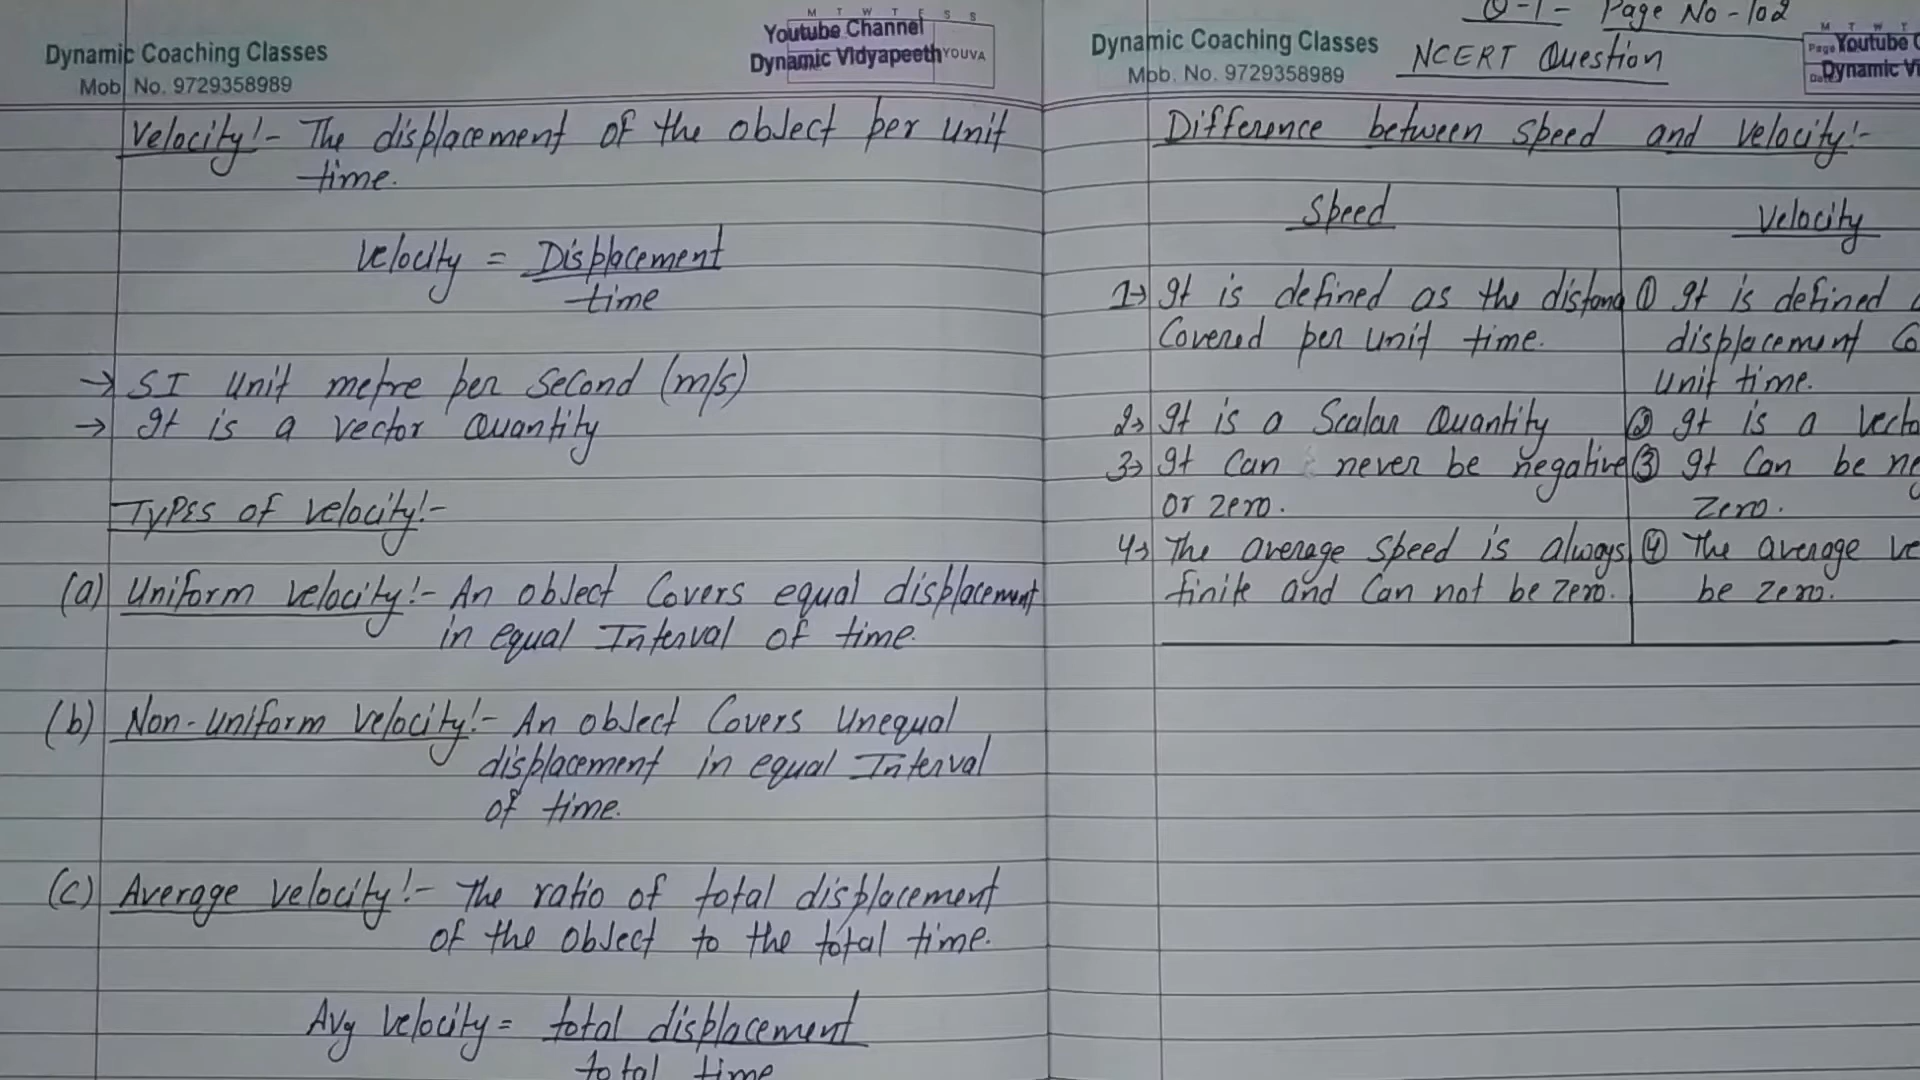 M T W T F S S
Youtube Channel
Dynamic Vidyapeeth YOUVA
Dynamic Coaching Classes
Mob No. 9729358989
Velocity!- The displacement of the object per unit
time.
Velocity = Displacement
time
→ SI unit metre per second (m/s)
→ It is a vector Quantity
Types of velocity!-
(a) Uniform velocity!- An object Covers equal displacement
in equal Interval of time.
(b) Non-uniform velocity!- An object Covers Unequal
displacement in equal Interval
of time.
(c) Average velocity!- The ratio of total displacement
of the object to the total time.
Avg velocity = total displacement
total time
Q-1- Page No-102
Dynamic Coaching Classes
Mob. No. 9729358989
NCERT Question
M T W T
Page Youtube
Dynamic Vi
Difference between speed and velocity!-
Speed
1→ It is defined as the distanc
Covered per unit time.
2→ It is a Scalar Quantity
3→ It Can never be negative
or zero.
4→ The average speed is always
finite and Can not be zero.
Velocity
① It is defined
displacement Co
unit time.
② It is a vecto
③ It Can be ne
Zero.
④ The average ve
be zero.